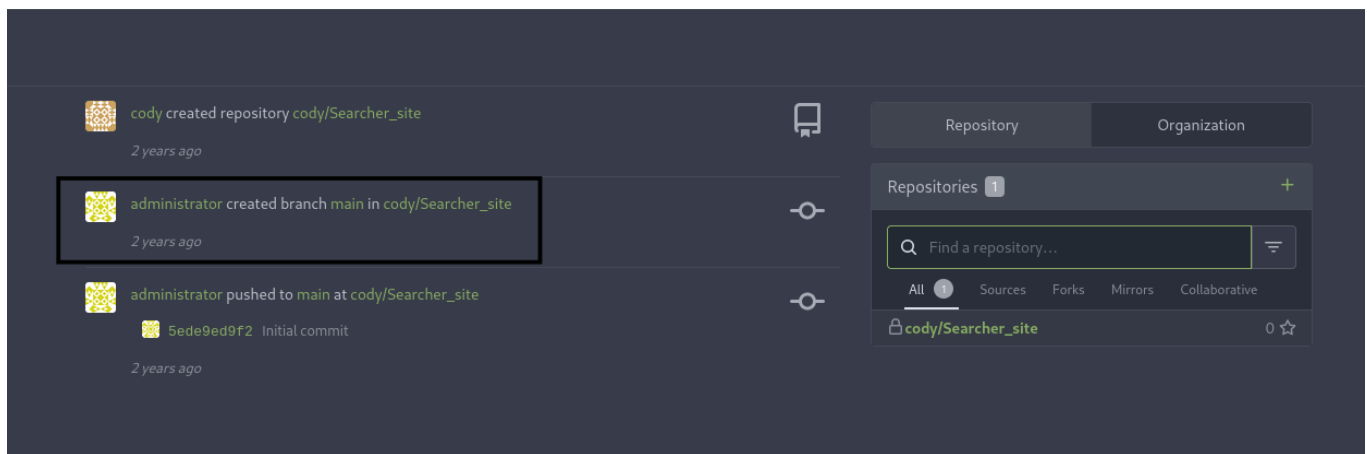 cody created repository cody/Searcher_site
2 years ago
administrator created branch main in cody/Searcher_site
2 years ago
administrator pushed to main at cody/Searcher_site
5ede9ed9f2 Initial commit
2 years ago
Repository Organization
Repositories 1
Find a repository...
All 1 Sources Forks Mirrors Collaborative
cody/Searcher_site 0